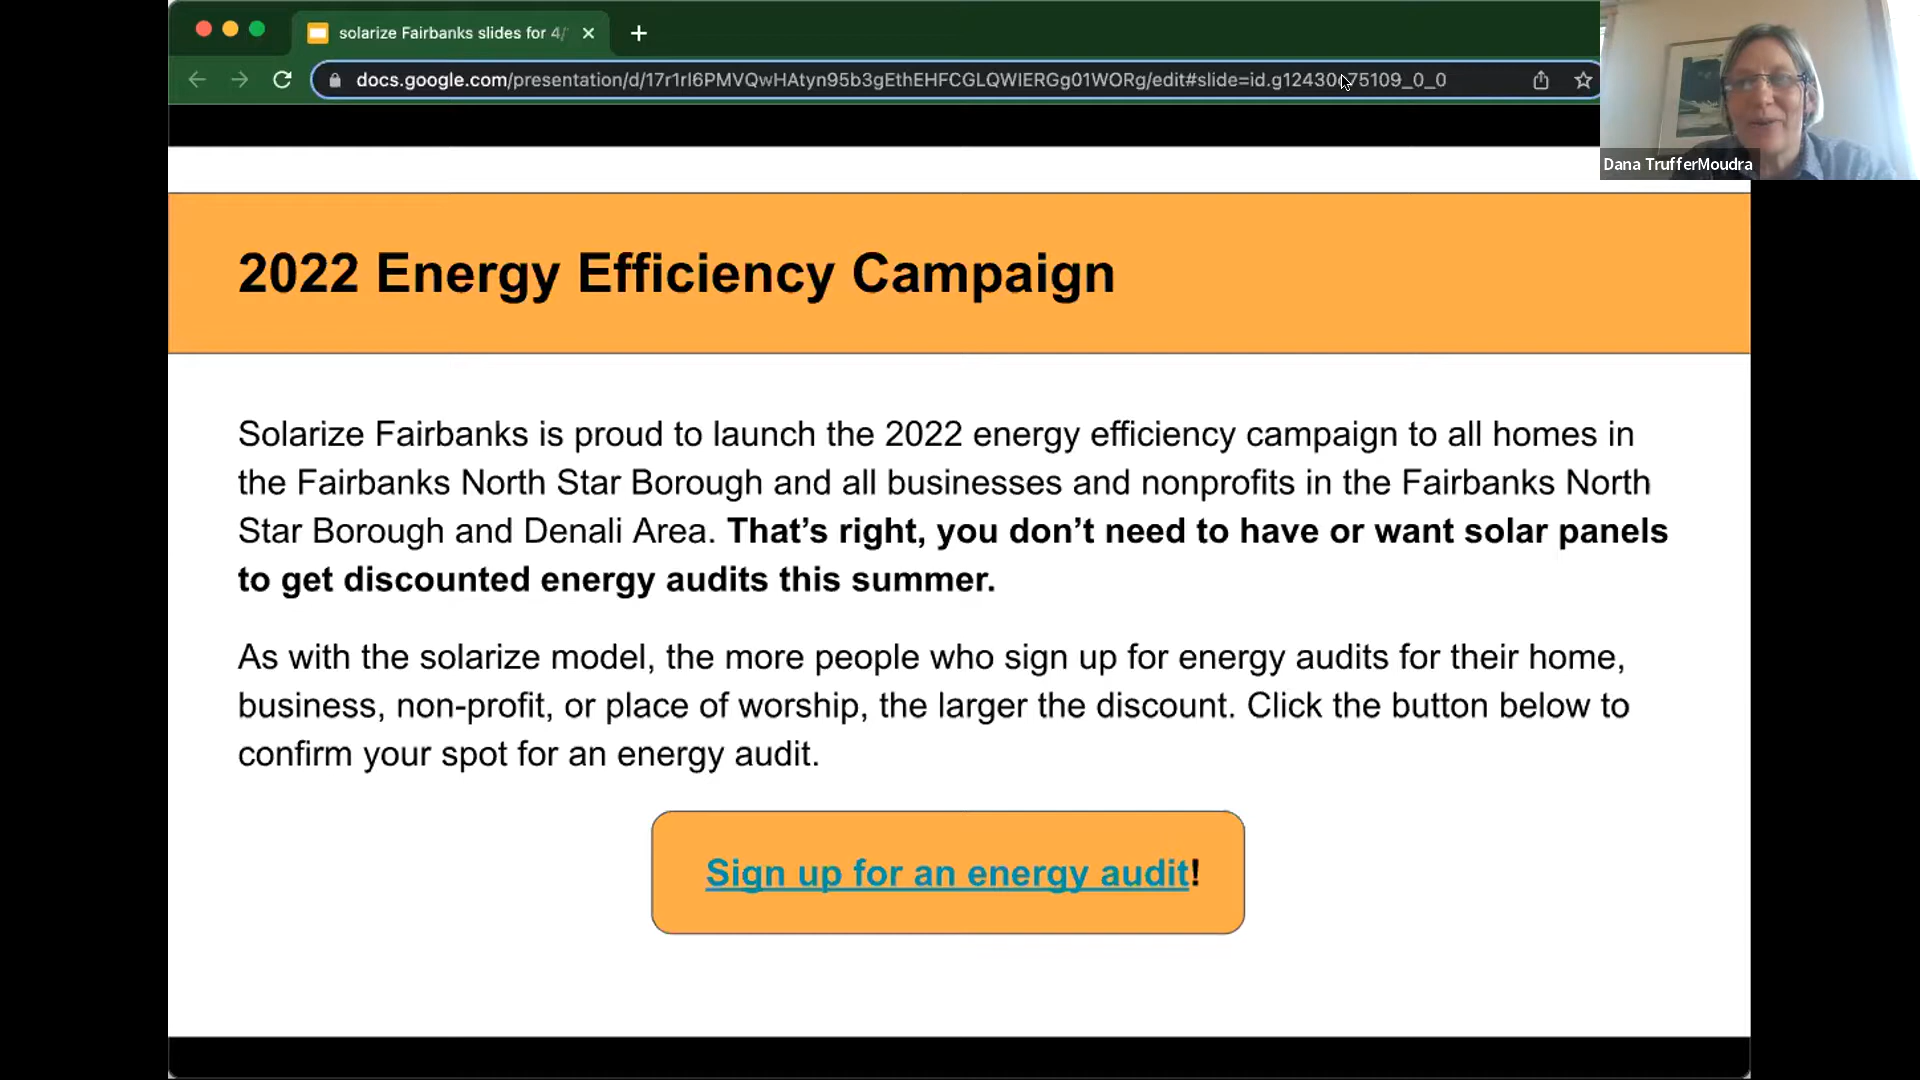 solarize Fairbanks slides for 4/
docs.google.com/presentation/d/17r1rI6PMVQwHAtyn95b3gEthEHFCGLQWIERGg01WORg/edit#slide=id.g12430 75109_0_0
Dana TrufferMoudra
2022 Energy Efficiency Campaign
Solarize Fairbanks is proud to launch the 2022 energy efficiency campaign to all homes in
the Fairbanks North Star Borough and all businesses and nonprofits in the Fairbanks North
Star Borough and Denali Area. That’s right, you don’t need to have or want solar panels
to get discounted energy audits this summer.
As with the solarize model, the more people who sign up for energy audits for their home,
business, non-profit, or place of worship, the larger the discount. Click the button below to
confirm your spot for an energy audit.
Sign up for an energy audit!